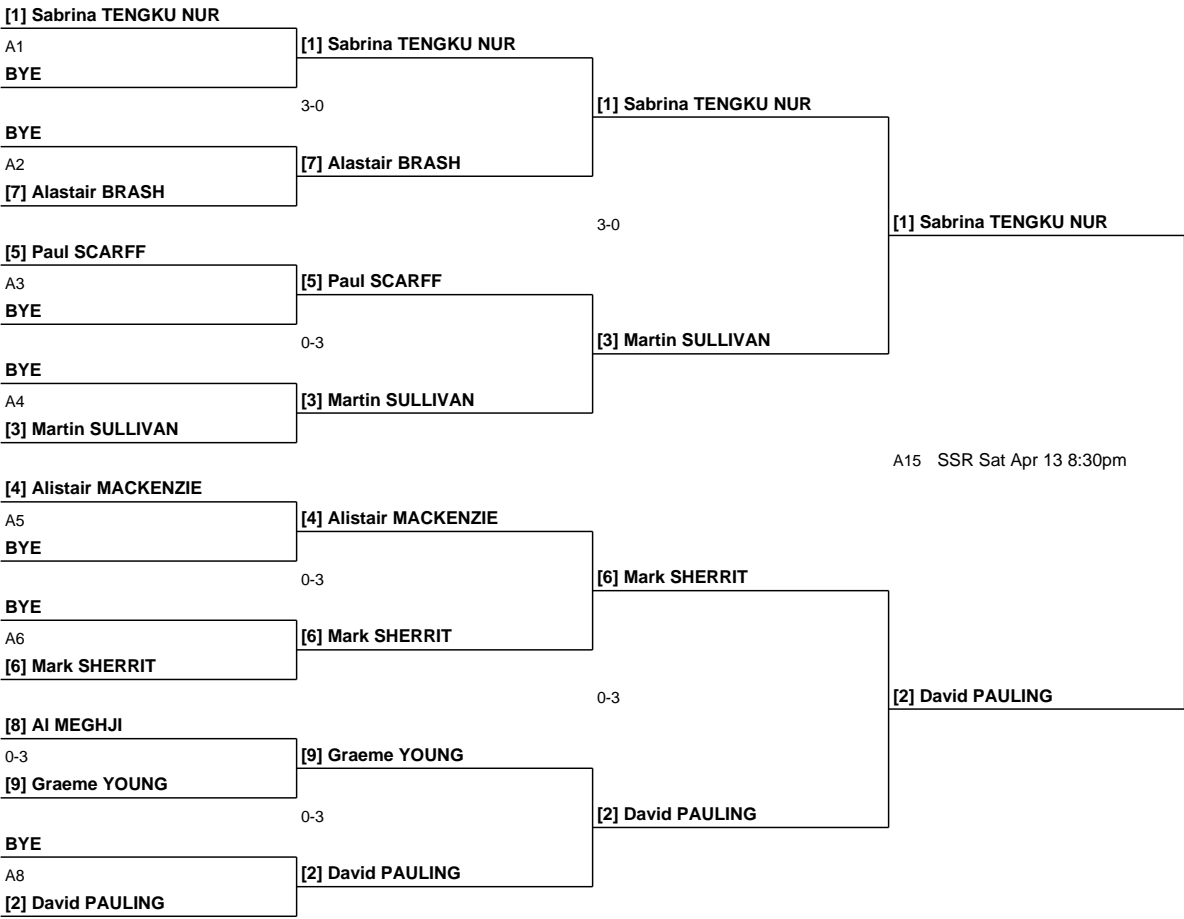 [1] Sabrina TENGKU NUR
A1
[1] Sabrina TENGKU NUR
BYE
3-0
[1] Sabrina TENGKU NUR
BYE
A2
[7] Alastair BRASH
[7] Alastair BRASH
3-0
[1] Sabrina TENGKU NUR
[5] Paul SCARFF
A3
[5] Paul SCARFF
BYE
0-3
[3] Martin SULLIVAN
BYE
A4
[3] Martin SULLIVAN
[3] Martin SULLIVAN
A15 SSR Sat Apr 13 8:30pm
[4] Alistair MACKENZIE
A5
[4] Alistair MACKENZIE
BYE
0-3
[6] Mark SHERRIT
BYE
A6
[6] Mark SHERRIT
[6] Mark SHERRIT
0-3
[2] David PAULING
[8] Al MEGHJI
0-3
[9] Graeme YOUNG
[9] Graeme YOUNG
0-3
[2] David PAULING
BYE
A8
[2] David PAULING
[2] David PAULING